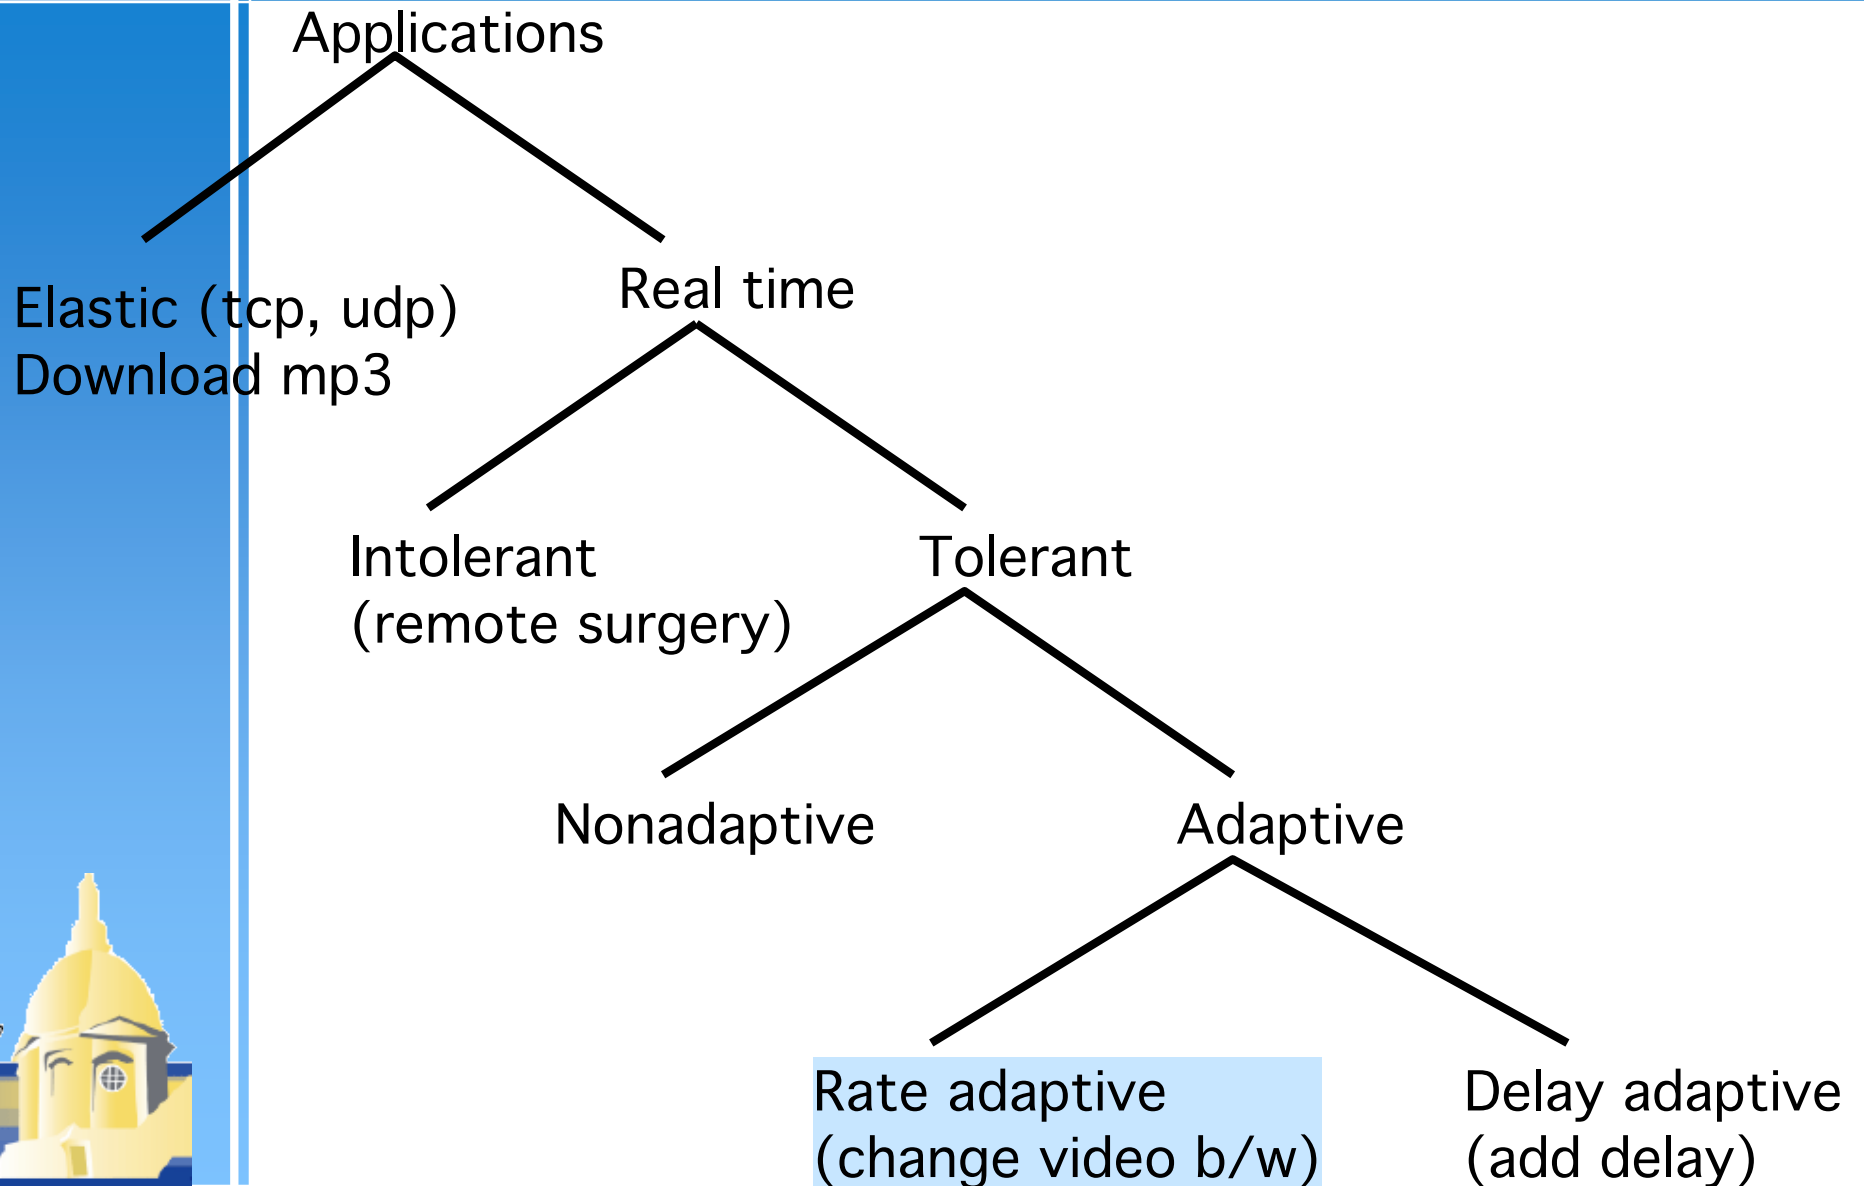 Applications
Elastic (tcp, udp)
Download mp3
Real time
Intolerant
(remote surgery)
Tolerant
Nonadaptive
Adaptive
Rate adaptive
(change video b/w)
Delay adaptive
(add delay)